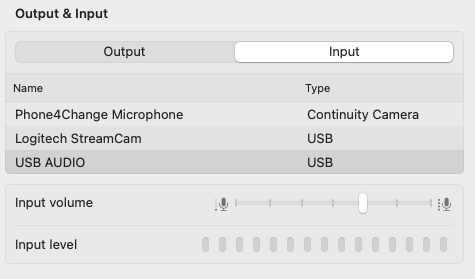 Output & Input
Output Input
Name Type
Phone4Change Microphone Continuity Camera
Logitech StreamCam USB
USB AUDIO USB
Input volume
Input level